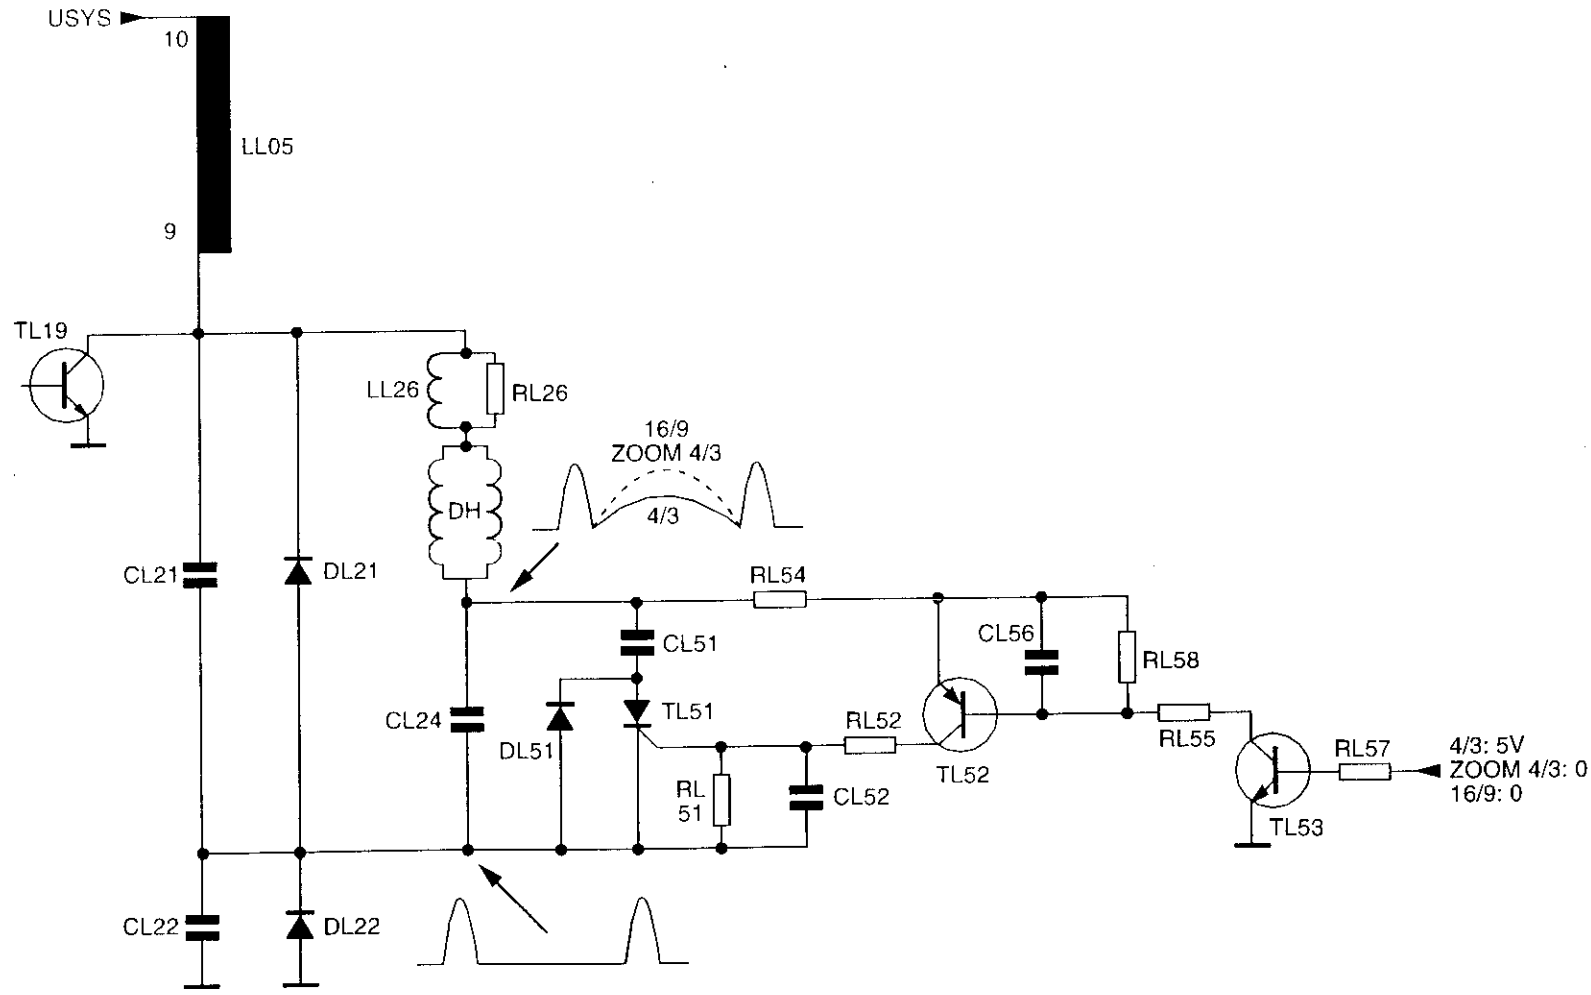 USYS
10
LL05
9
TL19
LL26
RL26
16/9
ZOOM 4/3
DH
4/3
CL21
DL21
RL54
CL56
CL51
RL58
CL24
TL51
DL51
RL52
RL55
RL57
4/3: 5V
ZOOM 4/3: 0
16/9: 0
TL52
RL
51
CL52
TL53
CL22
DL22